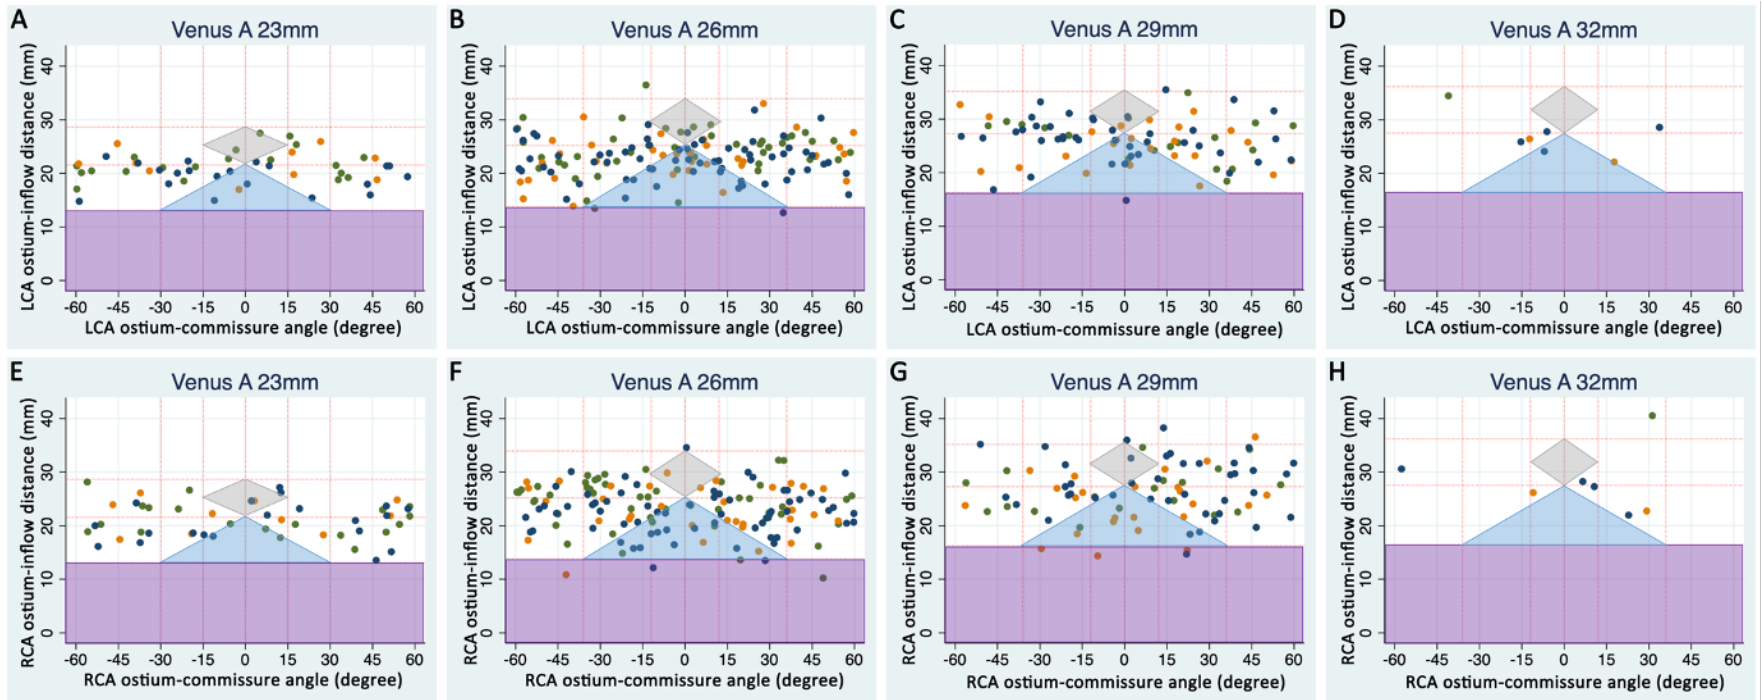 A
Venus A 23mm
LCA ostium-inflow distance (mm)
40
30
20
10
0
-60 -45 -30 -15 0 15 30 45 60
LCA ostium-commissure angle (degree)
B
Venus A 26mm
LCA ostium-inflow distance (mm)
40
30
20
10
0
-60 -45 -30 -15 0 15 30 45 60
LCA ostium-commissure angle (degree)
C
Venus A 29mm
LCA ostium-inflow distance (mm)
40
30
20
10
0
-60 -45 -30 -15 0 15 30 45 60
LCA ostium-commissure angle (degree)
D
Venus A 32mm
LCA ostium-inflow distance (mm)
40
30
20
10
0
-60 -45 -30 -15 0 15 30 45 60
LCA ostium-commissure angle (degree)
E
Venus A 23mm
RCA ostium-inflow distance (mm)
40
30
20
10
0
-60 -45 -30 -15 0 15 30 45 60
RCA ostium-commissure angle (degree)
F
Venus A 26mm
RCA ostium-inflow distance (mm)
40
30
20
10
0
-60 -45 -30 -15 0 15 30 45 60
RCA ostium-commissure angle (degree)
G
Venus A 29mm
RCA ostium-inflow distance (mm)
40
30
20
10
0
-60 -45 -30 -15 0 15 30 45 60
RCA ostium-commissure angle (degree)
H
Venus A 32mm
RCA ostium-inflow distance (mm)
40
30
20
10
0
-60 -45 -30 -15 0 15 30 45 60
RCA ostium-commissure angle (degree)